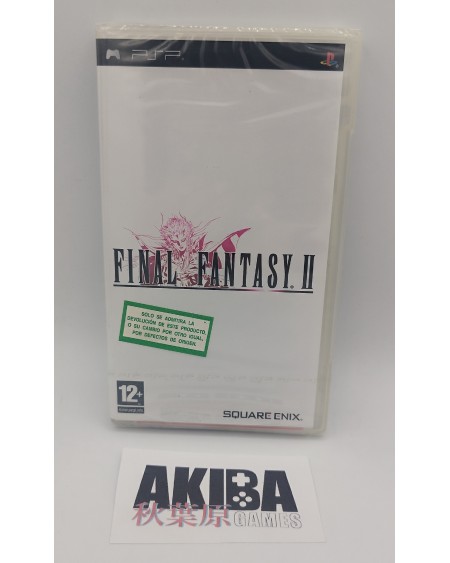 PSP
FINAL FANTASY II
SOLO SE ADMITIRA LA
DEVOLUCIÓN DE ESTE PRODUCTO,
O SU CAMBIO POR OTRO IGUAL,
POR DEFECTOS DE ORIGEN.
12+
SQUARE ENIX.
AKIBA
秋葉原 GAMES